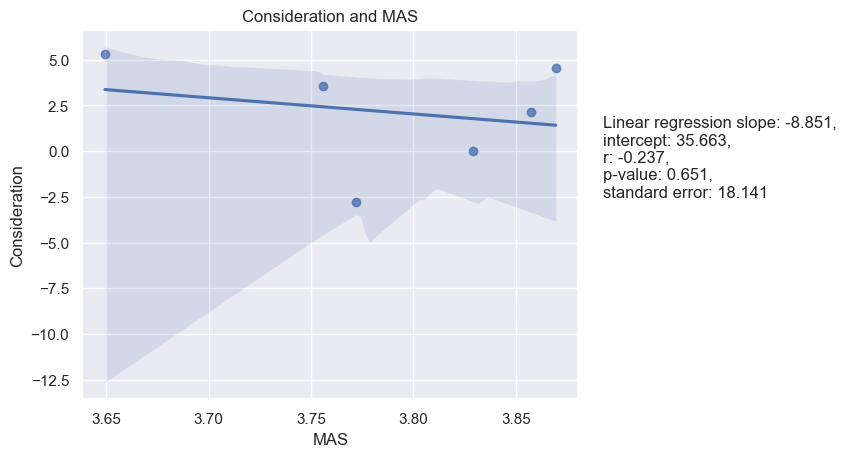 Consideration and MAS
5.0
2.5
0.0
−2.5
−5.0
−7.5
−10.0
−12.5
Consideration
3.65
3.70
3.75
3.80
3.85
MAS
Linear regression slope: -8.851,
intercept: 35.663,
r: -0.237,
p-value: 0.651,
standard error: 18.141